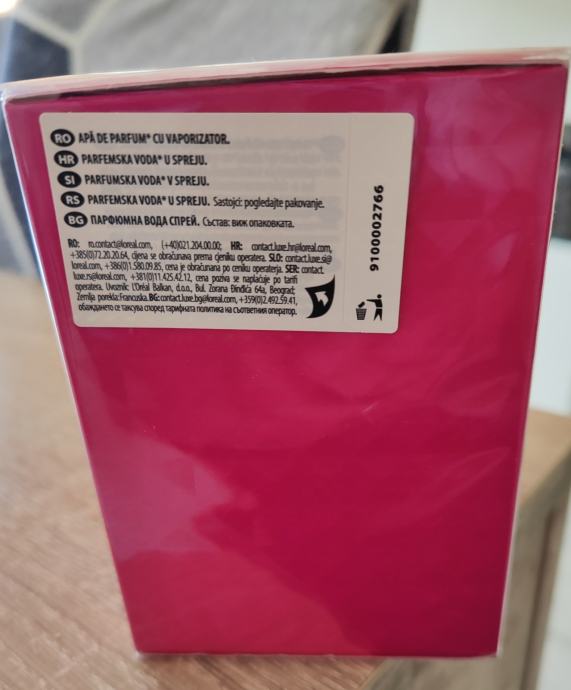 RO APĂ DE PARFUM* CU VAPORIZATOR.
HR PARFEMSKA VODA* U SPREJU.
SI PARFUMSKA VODA* V SPREJU.
RS PARFEMSKA VODA* U SPREJU. Sastojci: pogledajte pakovanje.
BG ПАРФЮМНА ВОДА СПРЕЙ. Състав: виж опаковката.
RO: ro.contact@loreal.com, (+40)021.204.00.00; HR: contact.luxe.hr@loreal.com,
+385(0)72.20.20.64, cijena se obračunava prema cjeniku operatera. SLO: contact.luxe.si@
loreal.com, +386(0)1.580.09.85, cena je obračunana po ceniku operaterja. SER: contact.
luxe.rs@loreal.com, +381(0)11.425.42.12, cena poziva se naplaćuje po tarifi
operatera. Uvoznik: L'Oréal Balkan, d.o.o., Bul. Zorana Đinđića 64a, Beograd;
Zemlja porekla: Francuska. BG: contact.luxe.bg@loreal.com, +359(0)2.492.59.41,
обаждането се таксува според тарифната политика на съответния оператор.
9100002766